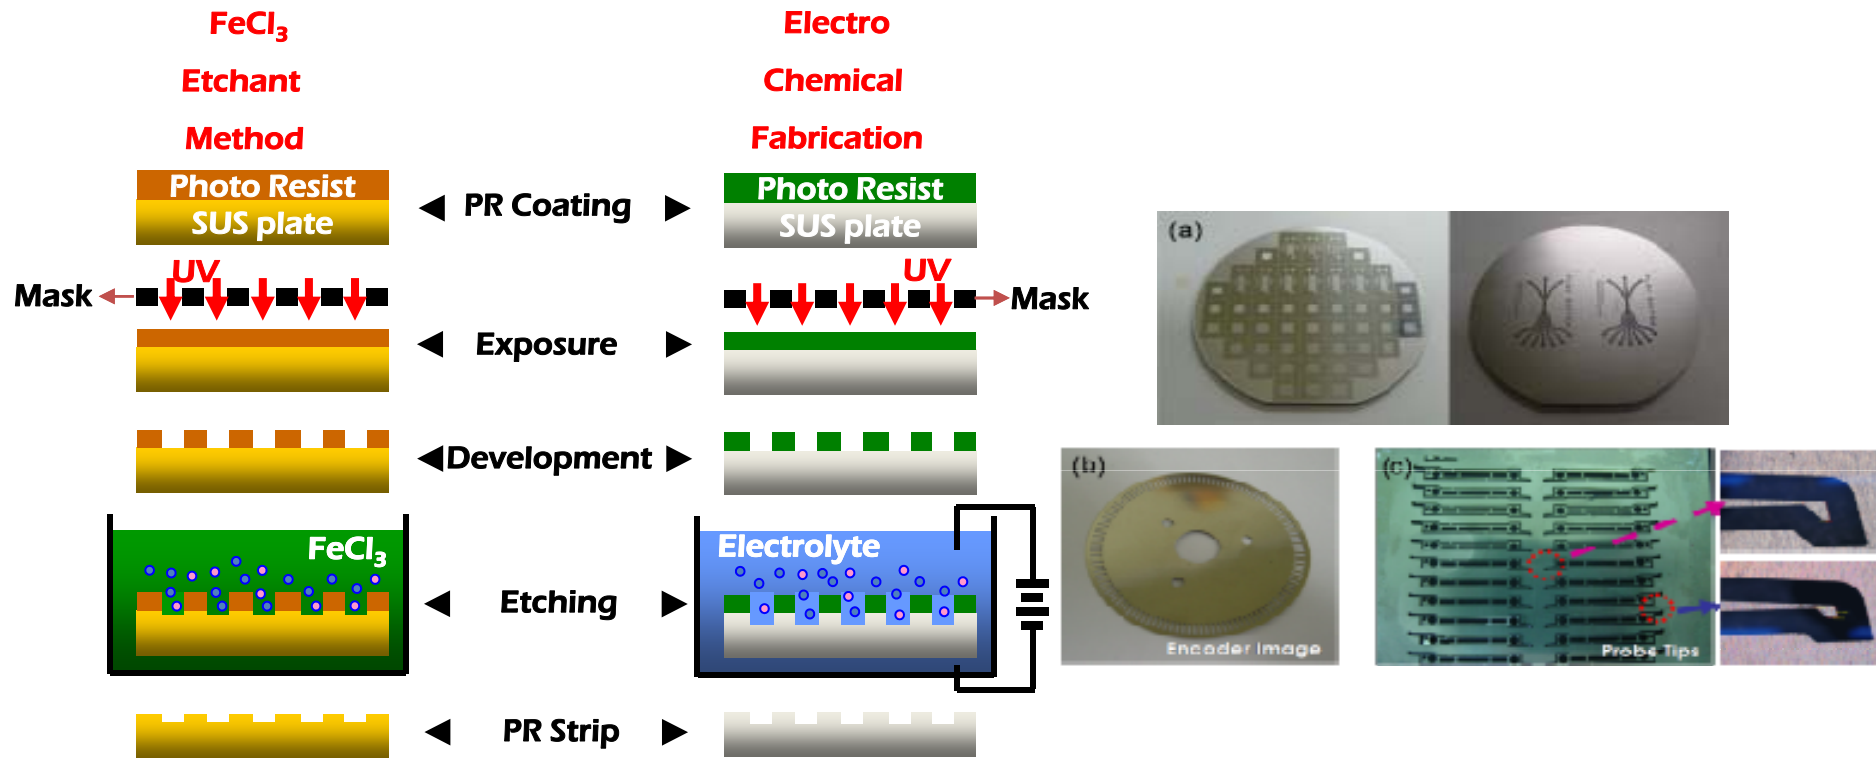 FeCl3
Etchant
Method
Electro
Chemical
Fabrication
Photo Resist
SUS plate
PR Coating
Photo Resist
SUS plate
UV
Mask
UV
Mask
Exposure
Development
FeCl3
Etching
Electrolyte
PR Strip
(a)
(b)
Encoder Image
(c)
Probe Tips